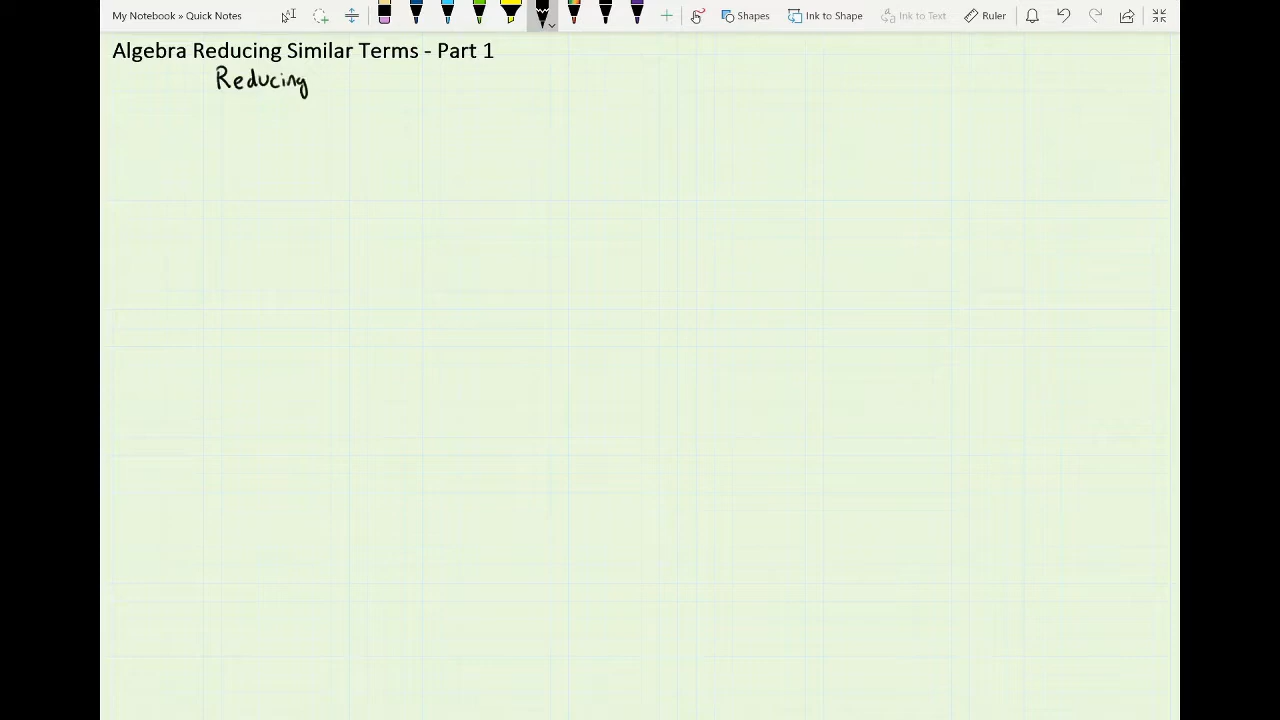 My Notebook » Quick Notes Shapes Ink to Shape Ink to Text Ruler
Algebra Reducing Similar Terms - Part 1
Reducing